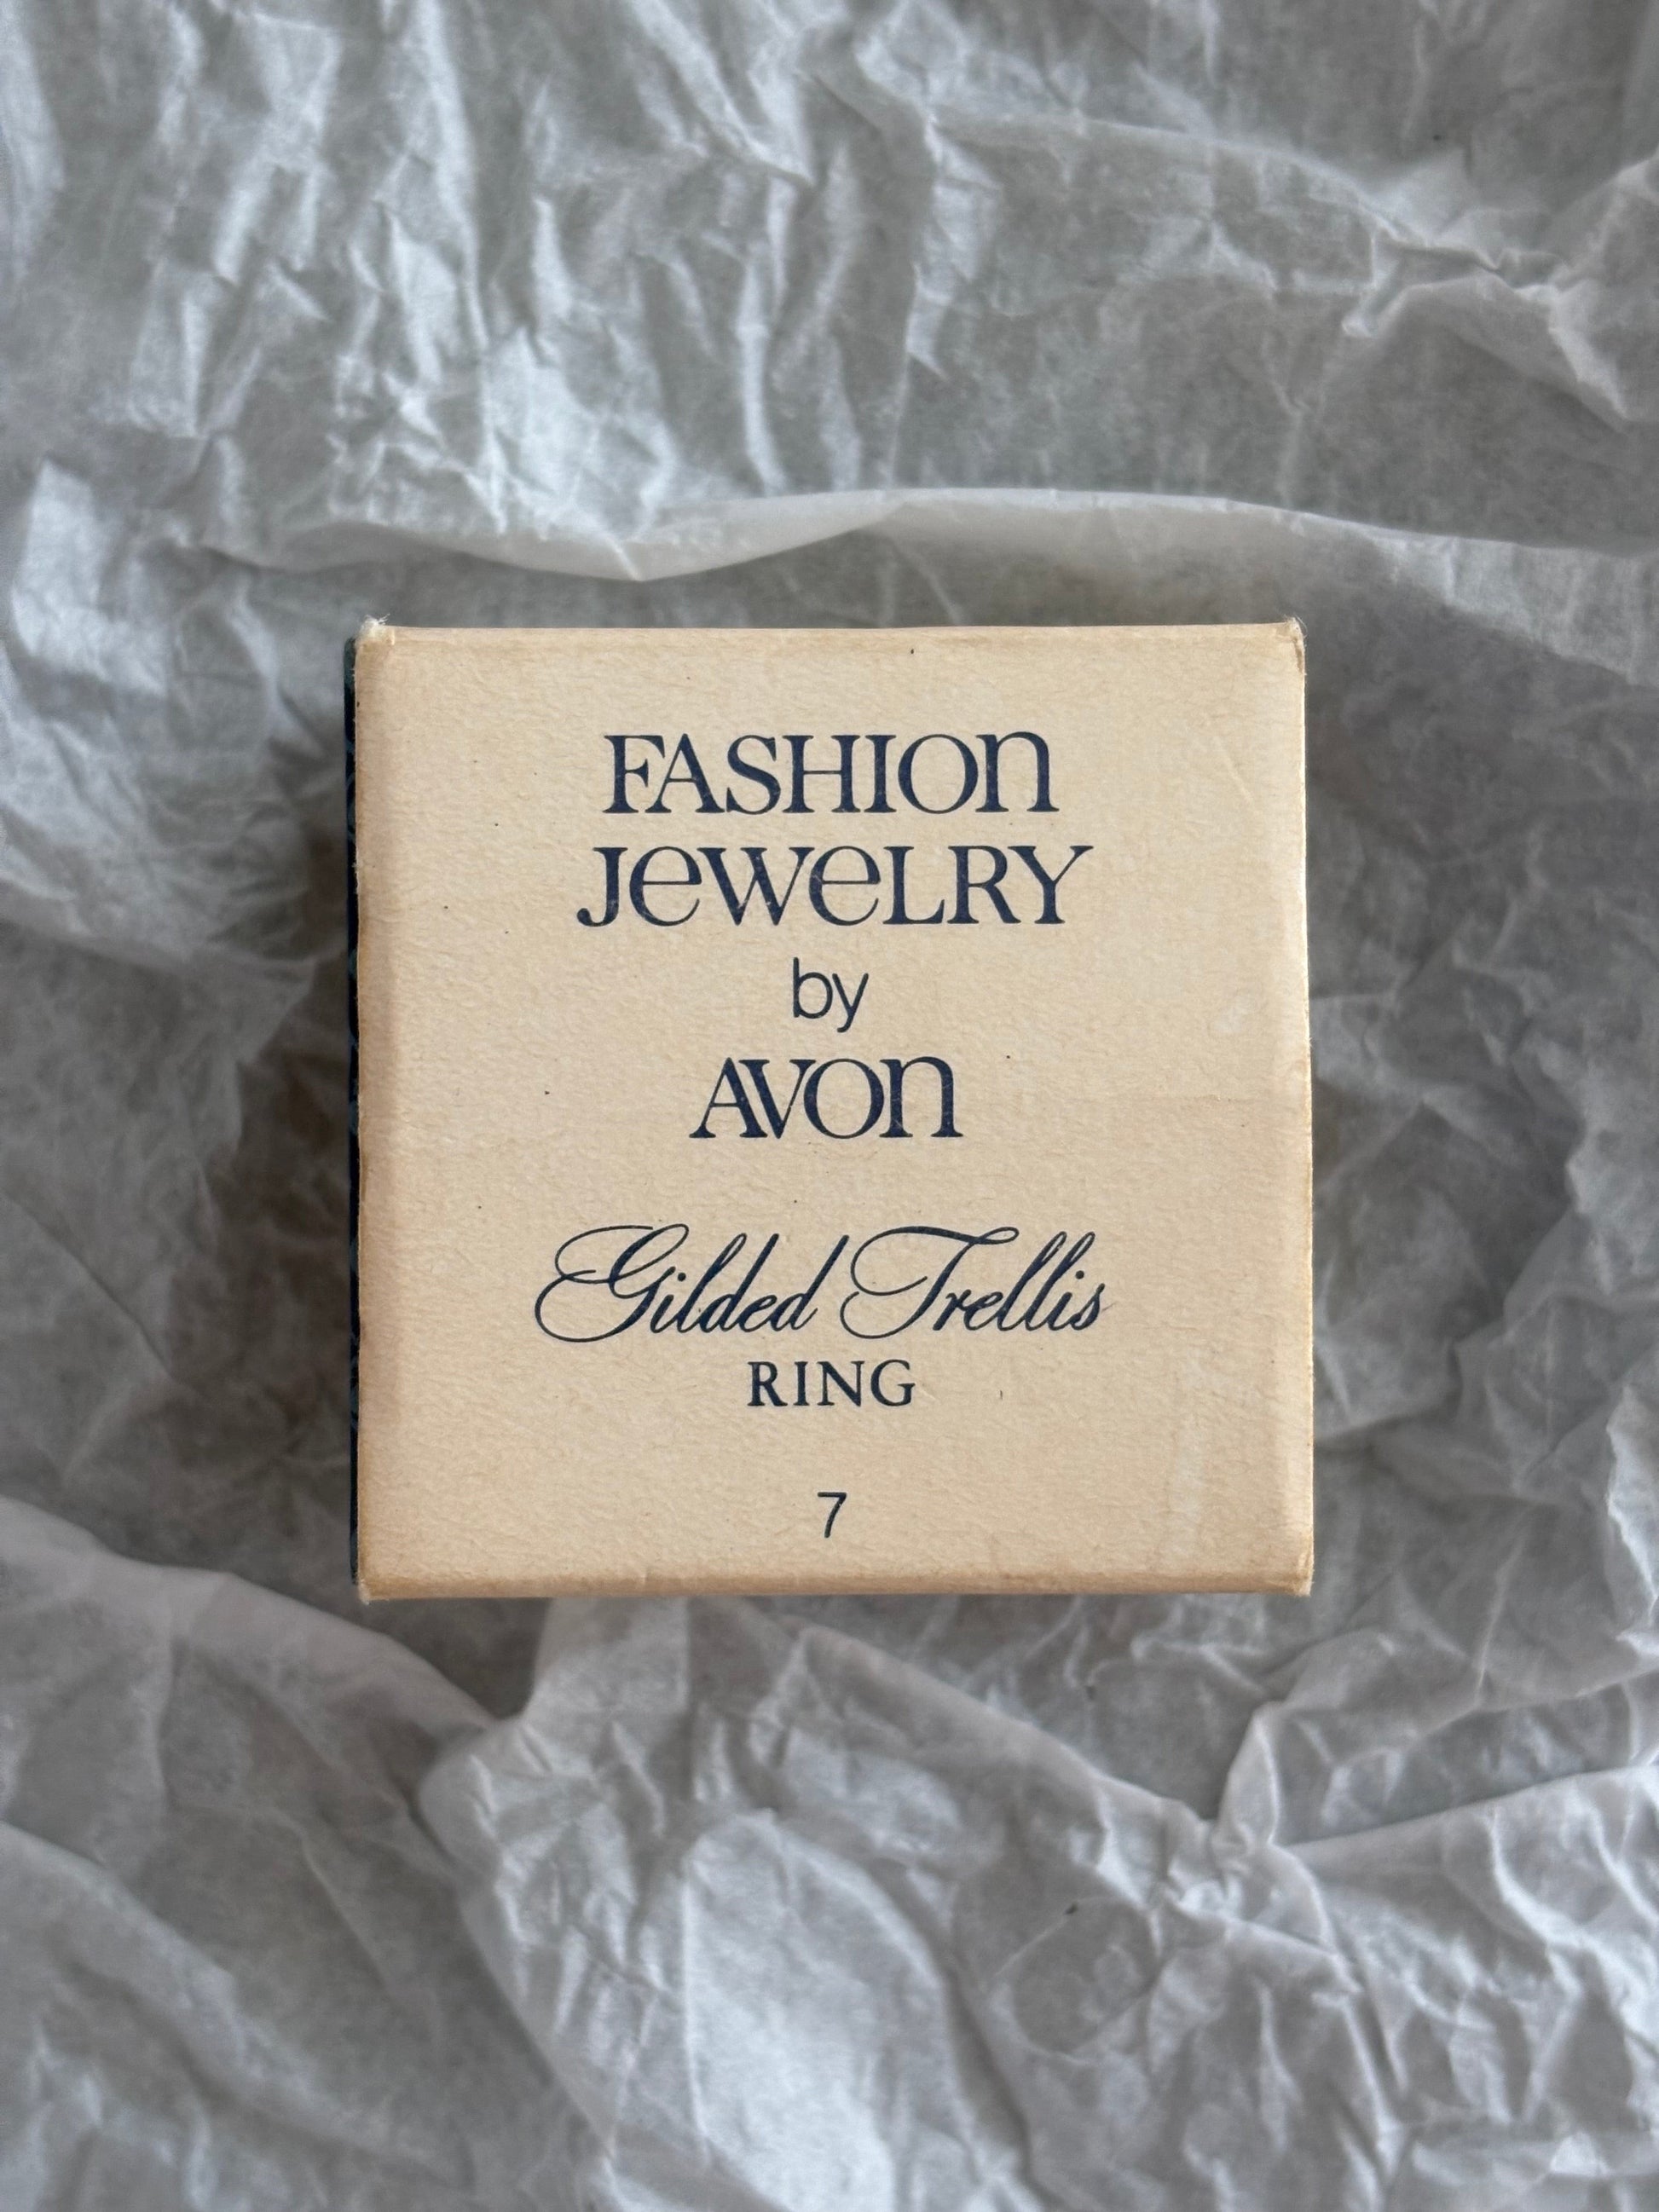 FASHION
JEWELRY
by
AVON
Gilded Trellis
RING
7